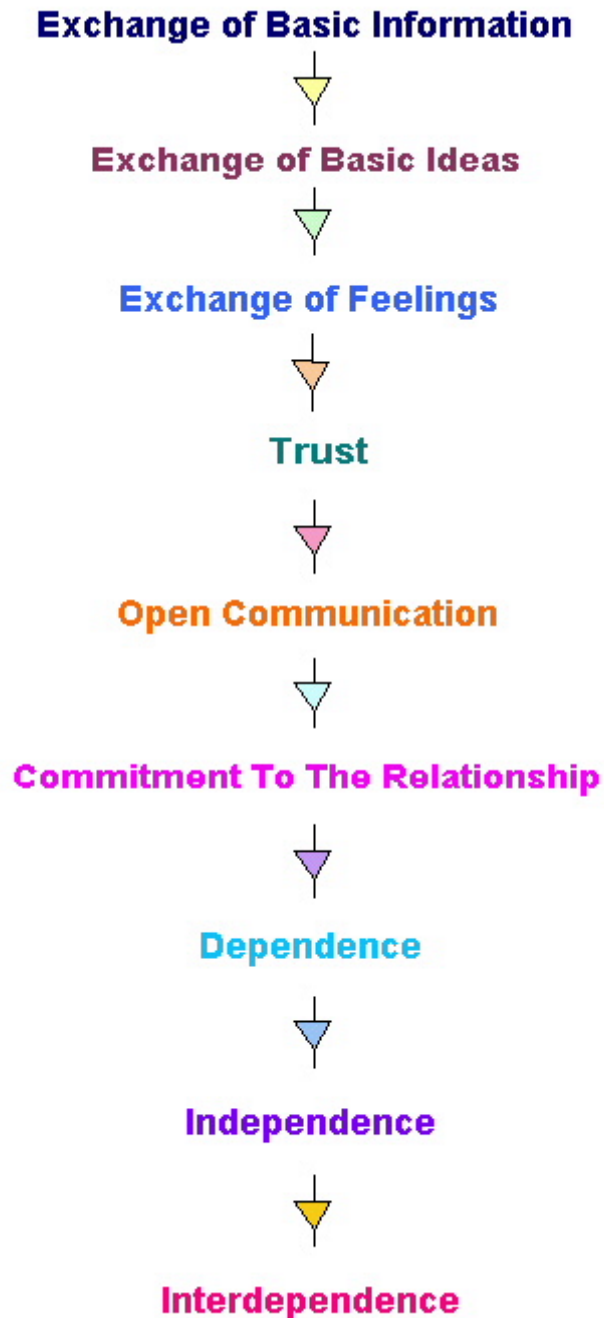 Exchange of Basic Information
Exchange of Basic Ideas
Exchange of Feelings
Trust
Open Communication
Commitment To The Relationship
Dependence
Independence
Interdependence